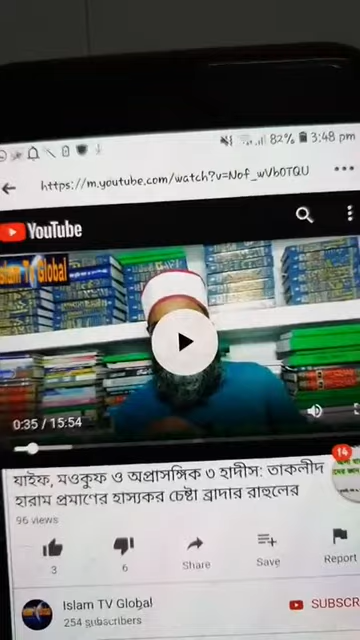 82% 3:48 pm
https://m.youtube.com/watch?v=Nof_wVb0TQU
YouTube
Islam TV Global
0:35 / 15:54
14
যাইফ, মওকুফ ও অপ্রাসঙ্গিক ৩ হাদীস: তাকলীদ
হারাম প্রমাণের হাস্যকর চেষ্টা ব্রাদার রাহুলের
96 views
3 6 Share Save Report
Islam TV Global SUBSCR
254 subscribers